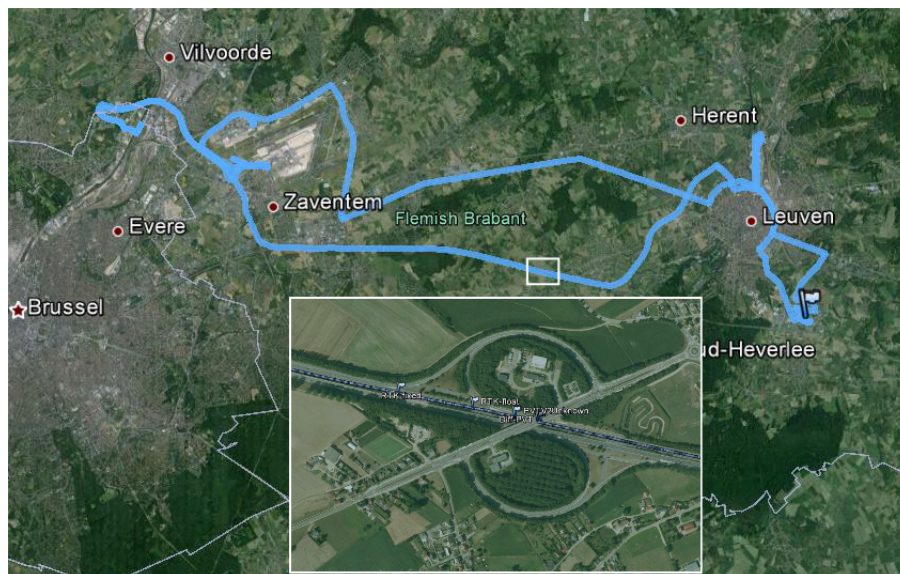 Vilvoorde
Herent
Zaventem
Flemish Brabant
Evere
Leuven
Brussel
ud-Heverlee
RTK-fixed
RTK-float
Diff-PVT